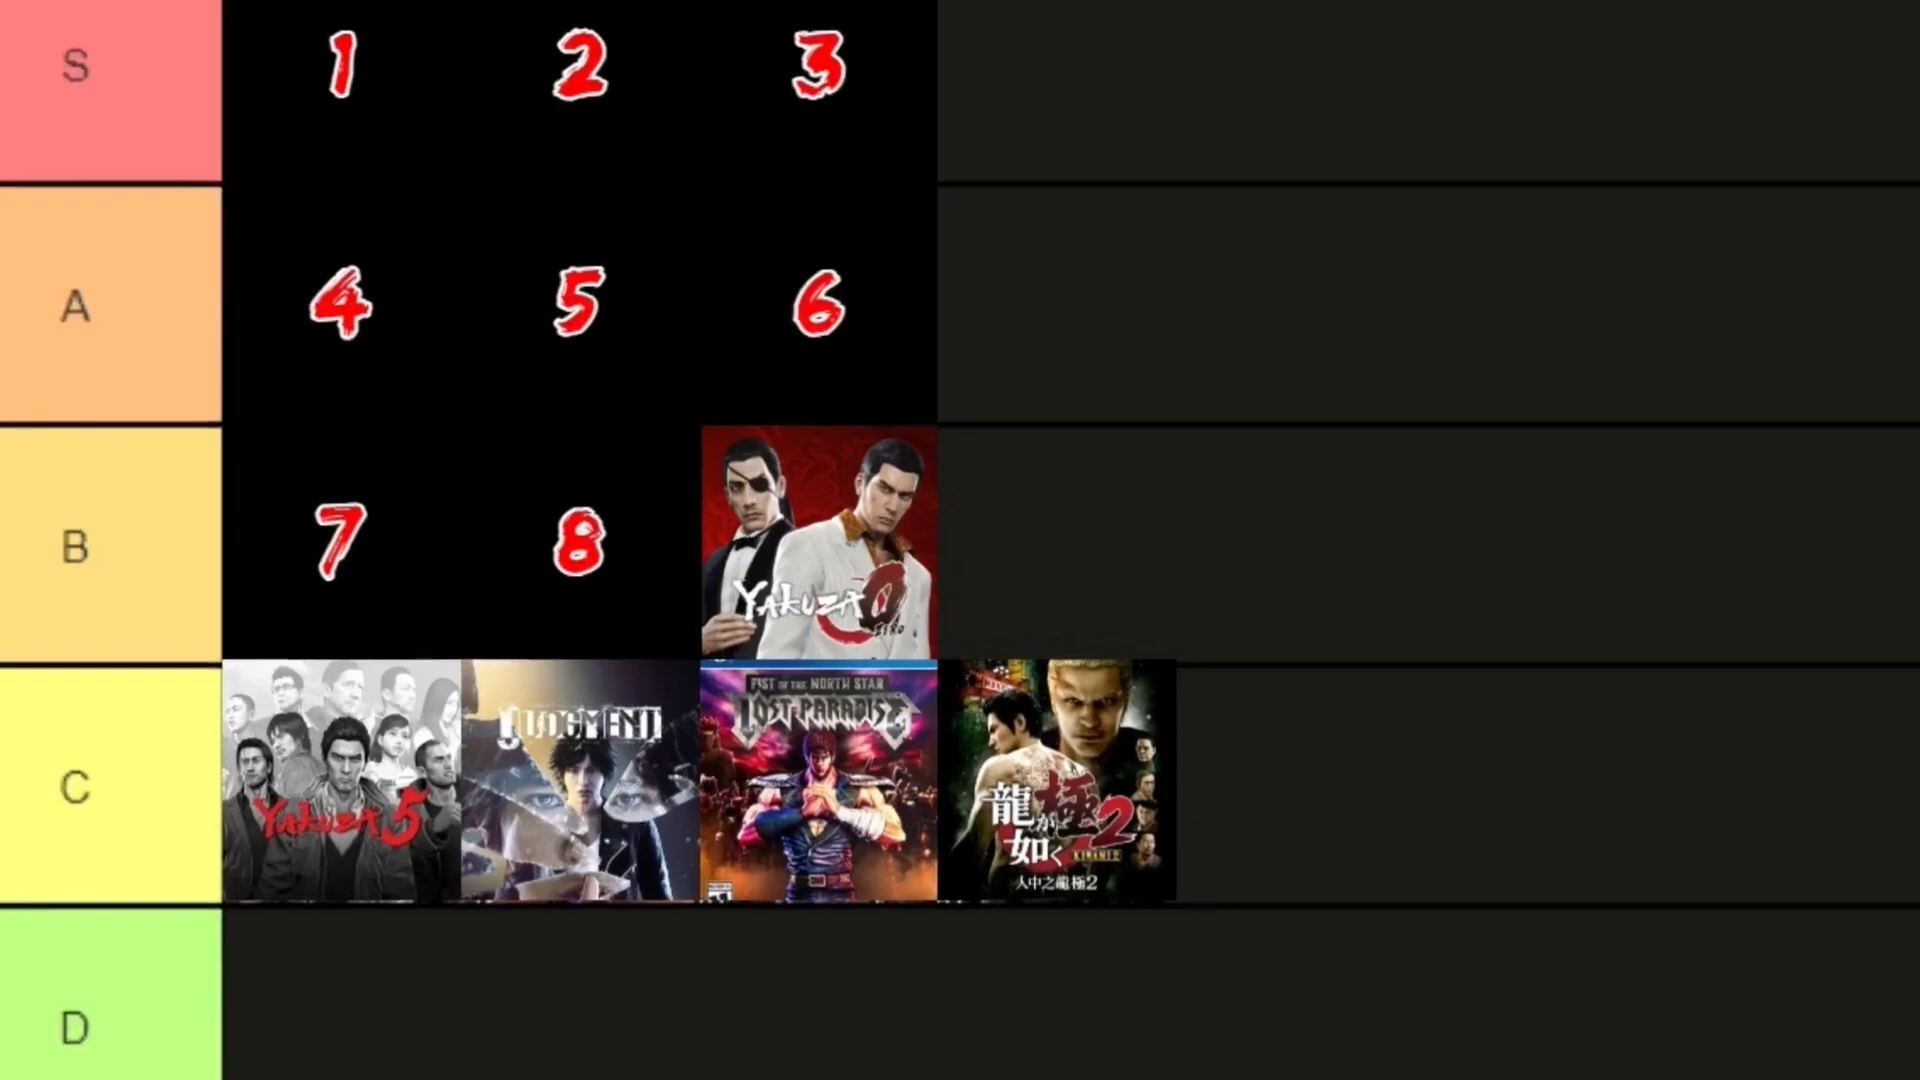 S
1 2 3
A
4 5 6
B
7 8
YAKUZA 0
ZERO
C
YAKUZA 5
JUDGMENT
FIST OF THE NORTH STAR
LOST PARADISE
龍が如く 極2
KIWAMI 2
人中之龍 極2
D